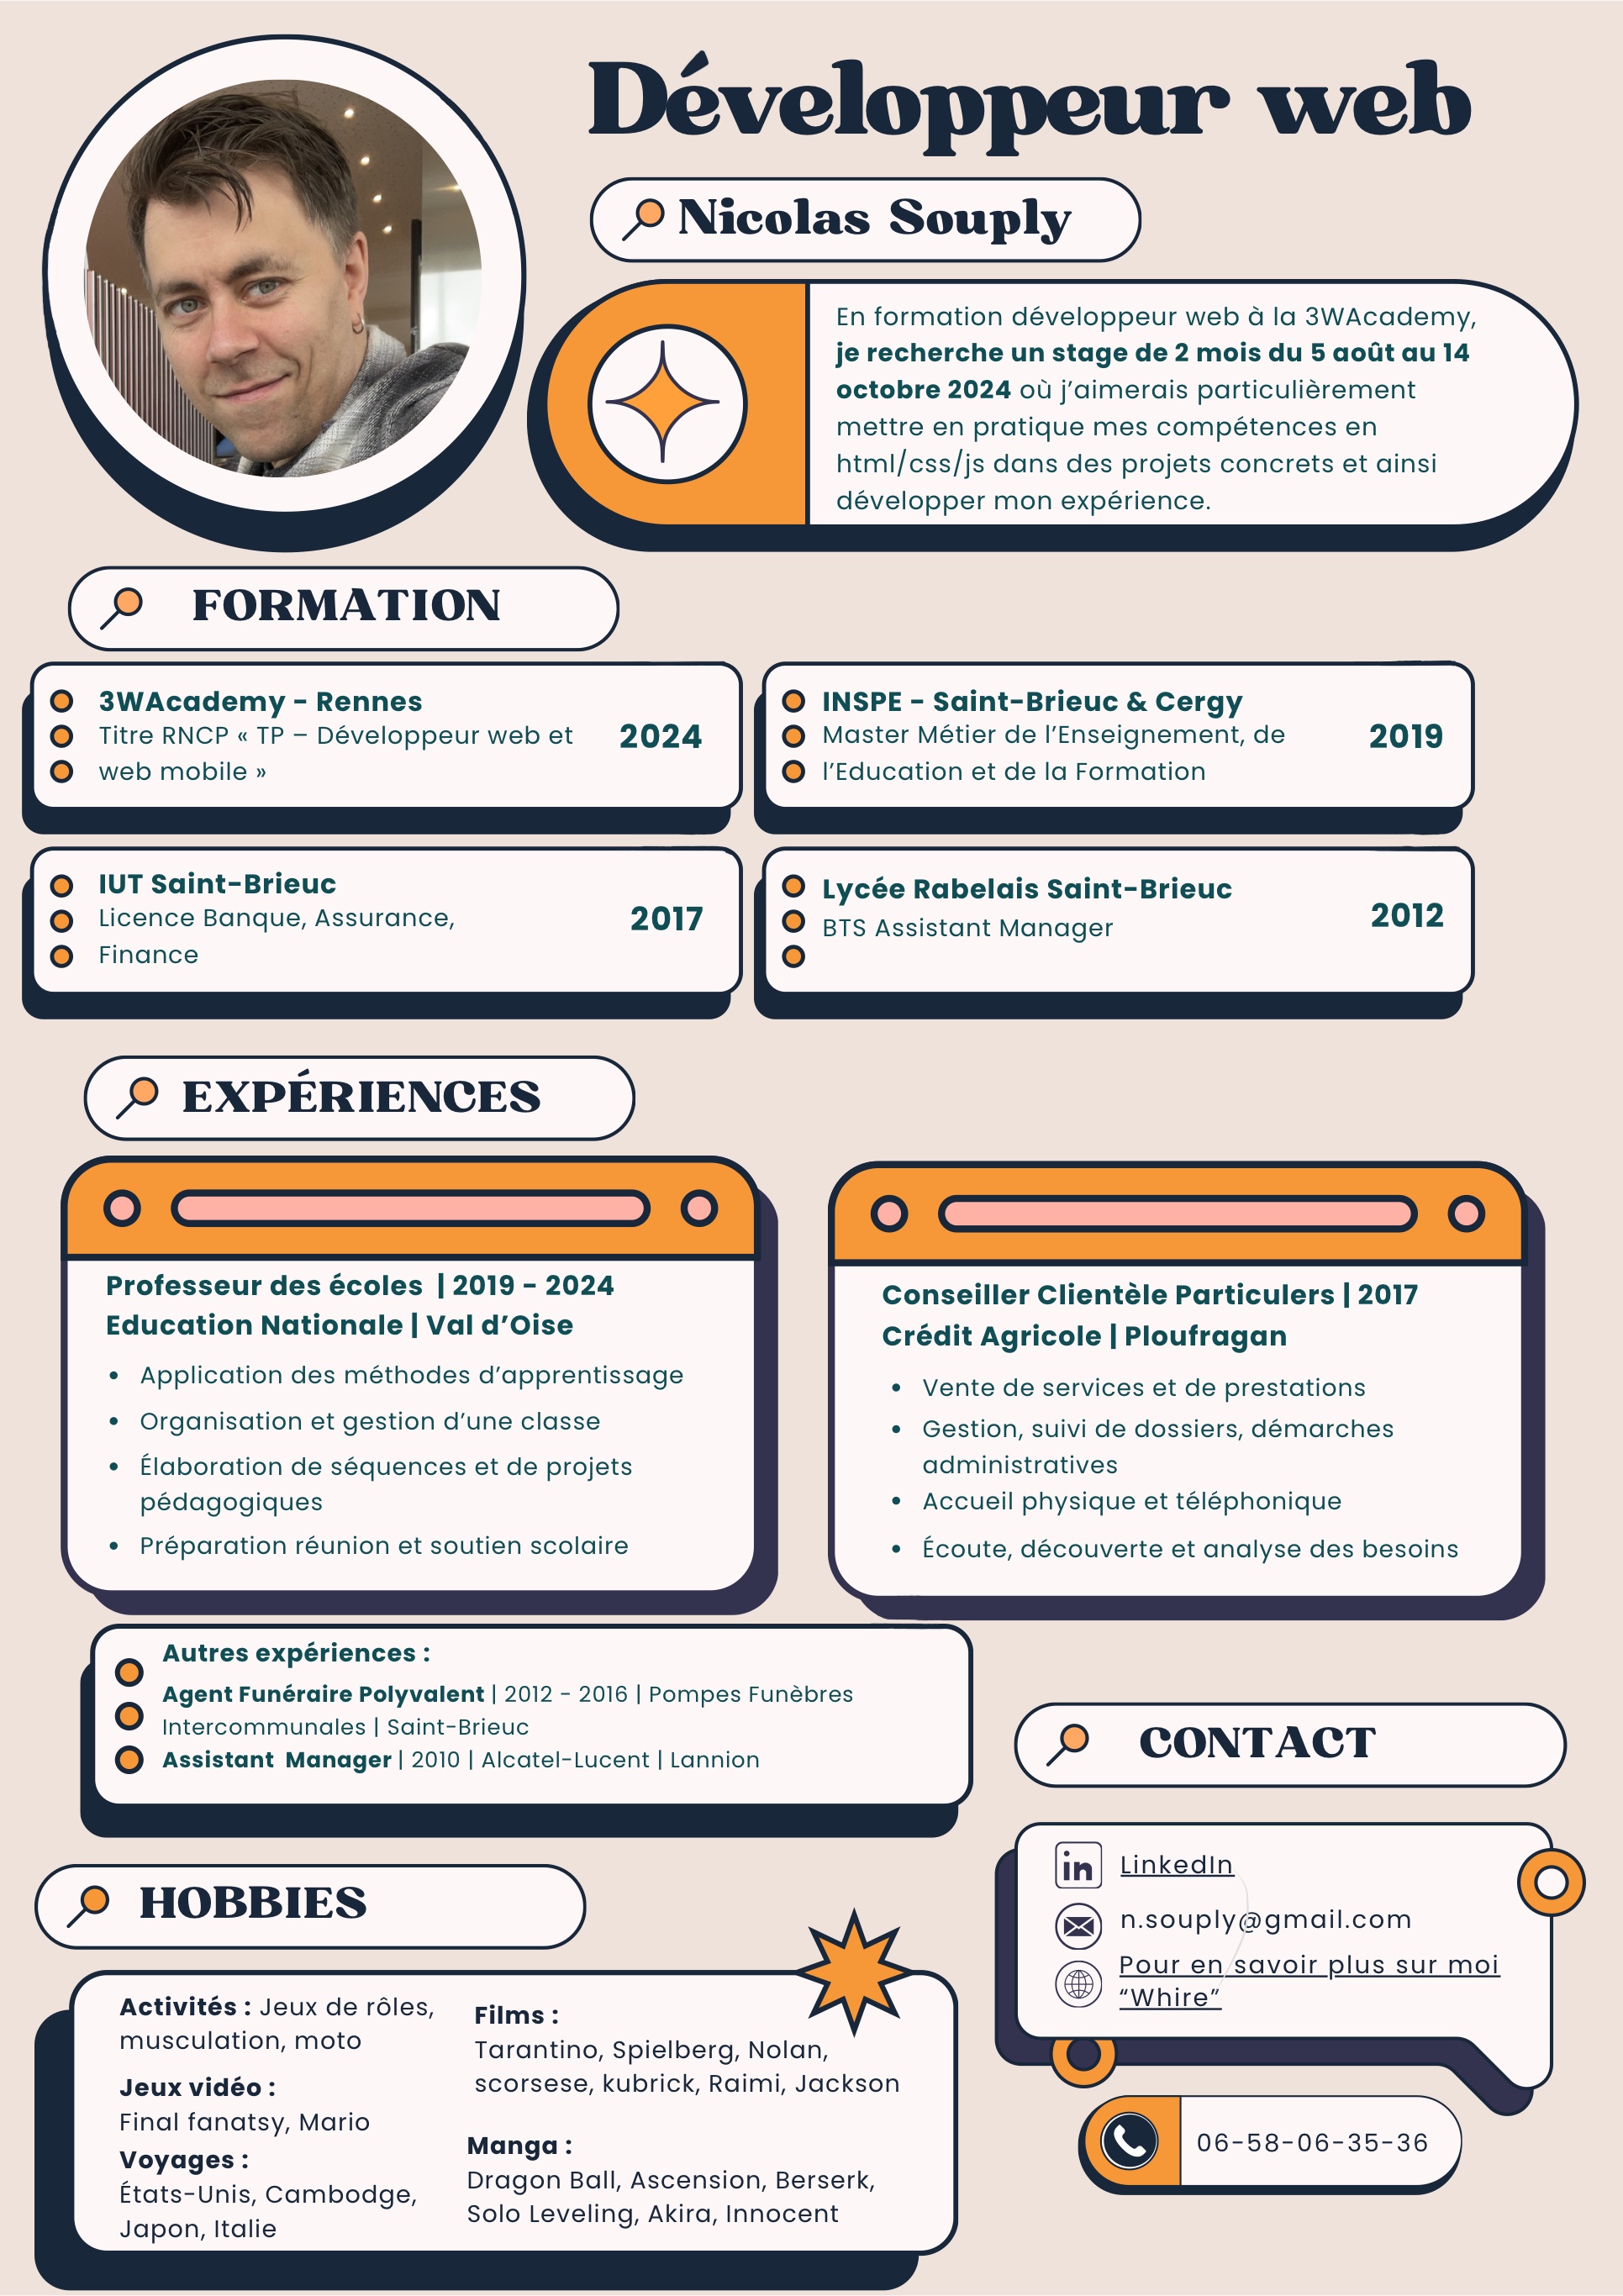 Développeur web
Nicolas Souply
En formation développeur web à la 3WAcademy,
je recherche un stage de 2 mois du 5 août au 14
octobre 2024 où j’aimerais particulièrement
mettre en pratique mes compétences en
html/css/js dans des projets concrets et ainsi
développer mon expérience.
FORMATION
3WAcademy - Rennes
Titre RNCP « TP – Développeur web et
web mobile »
2024
INSPE - Saint-Brieuc & Cergy
Master Métier de l’Enseignement, de
l’Education et de la Formation
2019
IUT Saint-Brieuc
Licence Banque, Assurance,
Finance
2017
Lycée Rabelais Saint-Brieuc
BTS Assistant Manager
2012
EXPÉRIENCES
Professeur des écoles | 2019 - 2024
Education Nationale | Val d’Oise
• Application des méthodes d’apprentissage
• Organisation et gestion d’une classe
• Élaboration de séquences et de projets
pédagogiques
• Préparation réunion et soutien scolaire
Conseiller Clientèle Particulers | 2017
Crédit Agricole | Ploufragan
• Vente de services et de prestations
• Gestion, suivi de dossiers, démarches
administratives
• Accueil physique et téléphonique
• Écoute, découverte et analyse des besoins
Autres expériences :
Agent Funéraire Polyvalent | 2012 - 2016 | Pompes Funèbres
Intercommunales | Saint-Brieuc
Assistant Manager | 2010 | Alcatel-Lucent | Lannion
CONTACT
in
LinkedIn
n.souply@gmail.com
Pour en savoir plus sur moi
“Whire”
06-58-06-35-36
HOBBIES
Activités : Jeux de rôles,
musculation, moto
Jeux vidéo :
Final fanatsy, Mario
Voyages :
États-Unis, Cambodge,
Japon, Italie
Films :
Tarantino, Spielberg, Nolan,
scorsese, kubrick, Raimi, Jackson
Manga :
Dragon Ball, Ascension, Berserk,
Solo Leveling, Akira, Innocent